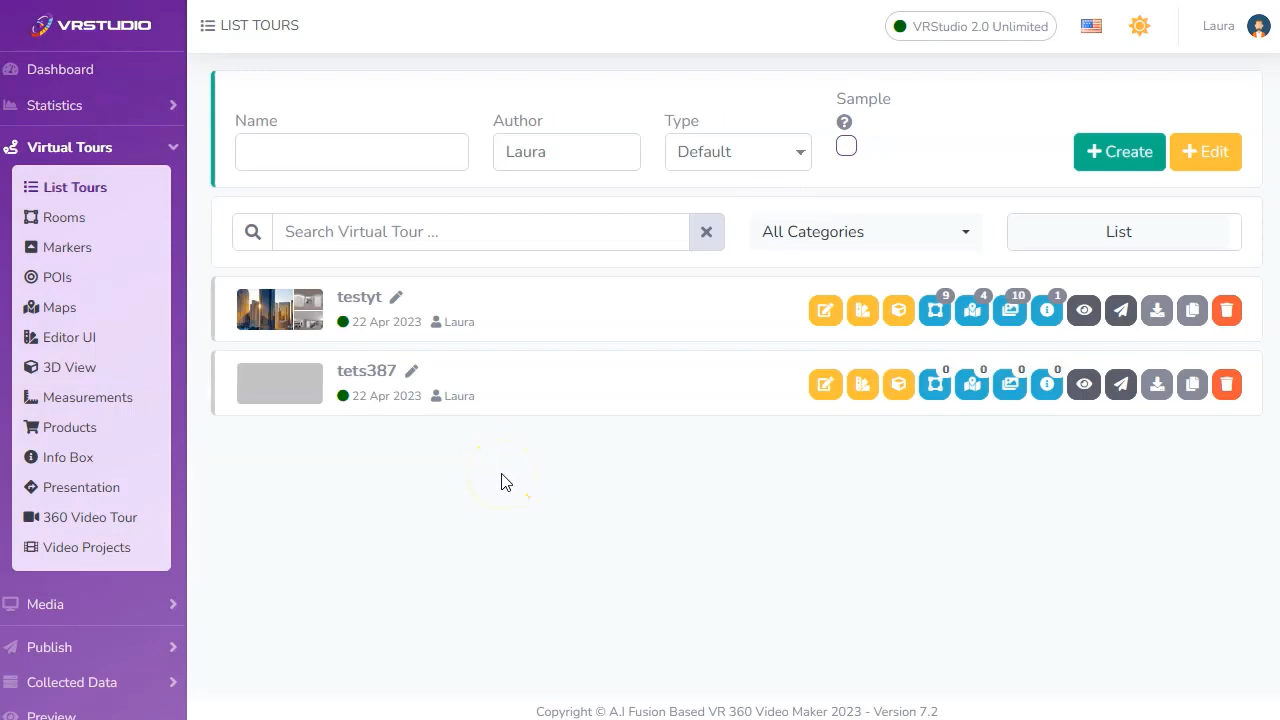 VRSTUDIO
LIST TOURS
VRStudio 2.0 Unlimited
Laura
Dashboard
Statistics
Virtual Tours
List Tours
Rooms
Markers
POIs
Maps
Editor UI
3D View
Measurements
Products
Info Box
Presentation
360 Video Tour
Video Projects
Media
Publish
Collected Data
Preview
Name
Author
Laura
Type
Default
Sample
Create
Edit
Search Virtual Tour ...
All Categories
List
testyt
22 Apr 2023 Laura
9 4 10 1
tets387
22 Apr 2023 Laura
0 0 0 0
Copyright © A.I Fusion Based VR 360 Video Maker 2023 - Version 7.2